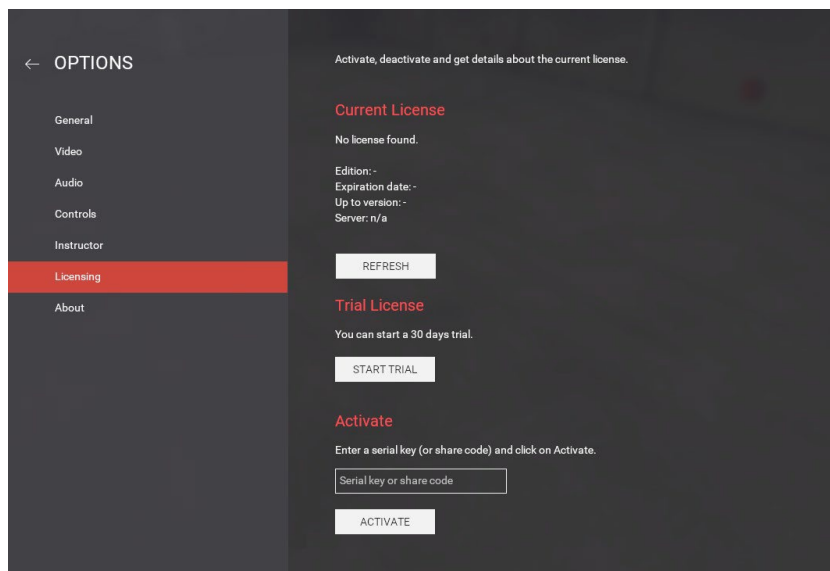 ← OPTIONS
General
Video
Audio
Controls
Instructor
Licensing
About
Activate, deactivate and get details about the current license.
Current License
No license found.
Edition: -
Expiration date: -
Up to version: -
Server: n/a
REFRESH
Trial License
You can start a 30 days trial.
START TRIAL
Activate
Enter a serial key (or share code) and click on Activate.
Serial key or share code
ACTIVATE